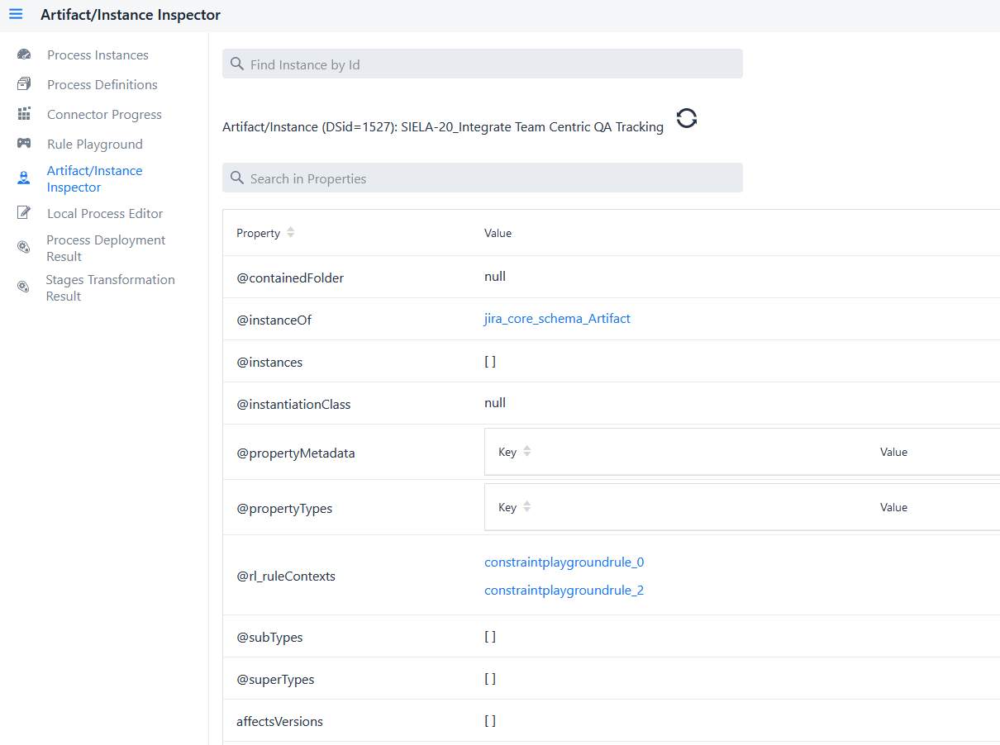 Artifact/Instance Inspector
Process Instances
Process Definitions
Connector Progress
Rule Playground
Artifact/Instance
Inspector
Local Process Editor
Process Deployment
Result
Stages Transformation
Result
Find Instance by Id
Artifact/Instance (DSid=1527): SIELA-20_Integrate Team Centric QA Tracking
Search in Properties
Property Value
@containedFolder null
@instanceOf jira_core_schema_Artifact
@instances [ ]
@instantiationClass null
@propertyMetadata Key Value
@propertyTypes Key Value
@rl_ruleContexts constraintplaygroundrule_0
constraintplaygroundrule_2
@subTypes [ ]
@superTypes [ ]
affectsVersions [ ]